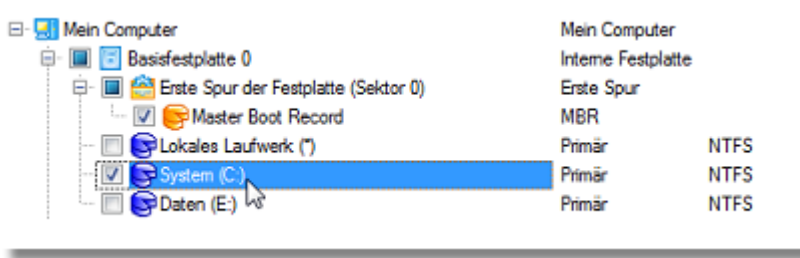 Mein Computer Mein Computer
Basisfestplatte 0 Interne Festplatte
Erste Spur der Festplatte (Sektor 0) Erste Spur
Master Boot Record MBR
Lokales Laufwerk (*) Primär NTFS
System (C:) Primär NTFS
Daten (E:) Primär NTFS